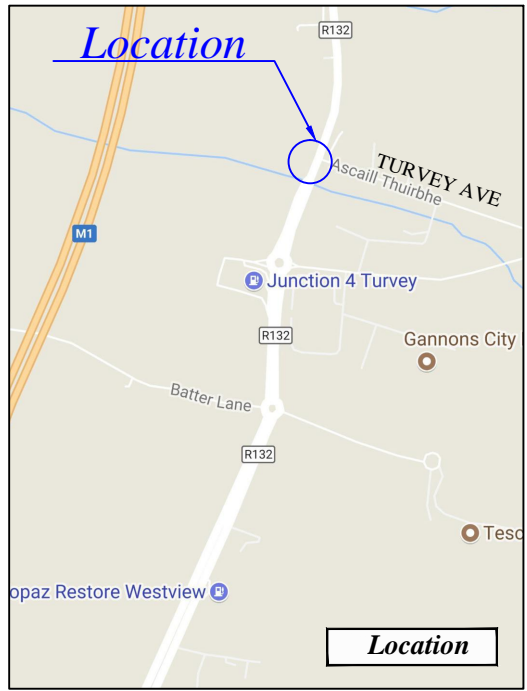 R132
Location
TURVEY AVE
Ascaill Thuirbhe
M1
Junction 4 Turvey
R132
Gannons City
Batter Lane
R132
Tesc
opaz Restore Westview
Location